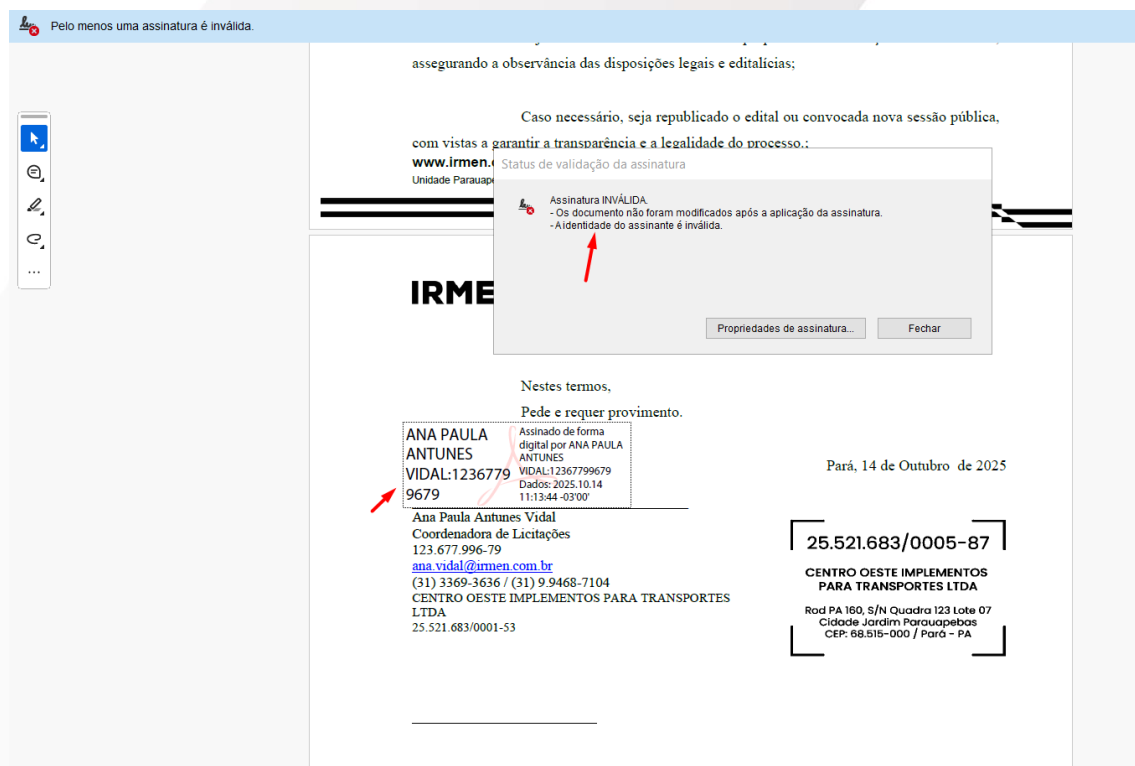 Pelo menos uma assinatura é inválida.
assegurando a observância das disposições legais e editalícias;
Caso necessário, seja republicado o edital ou convocada nova sessão pública,
com vistas a garantir a transparência e a legalidade do processo.;
www.irmen.
Unidade Parauape
Status de validação da assinatura
Assinatura INVÁLIDA.
- Os documento não foram modificados após a aplicação da assinatura.
- A identidade do assinante é inválida.
Propriedades de assinatura...
Fechar
IRME
Nestes termos,
Pede e requer provimento.
ANA PAULA
ANTUNES
VIDAL:1236779
9679
Assinado de forma
digital por ANA PAULA
ANTUNES
VIDAL:12367799679
Dados: 2025.10.14
11:13:44 -03'00'
Pará, 14 de Outubro de 2025
Ana Paula Antunes Vidal
Coordenadora de Licitações
123.677.996-79
ana.vidal@irmen.com.br
(31) 3369-3636 / (31) 9.9468-7104
CENTRO OESTE IMPLEMENTOS PARA TRANSPORTES
LTDA
25.521.683/0001-53
25.521.683/0005-87
CENTRO OESTE IMPLEMENTOS
PARA TRANSPORTES LTDA
Rod PA 160, S/N Quadra 123 Lote 07
Cidade Jardim Parauapebas
CEP: 68.515-000 / Pará - PA